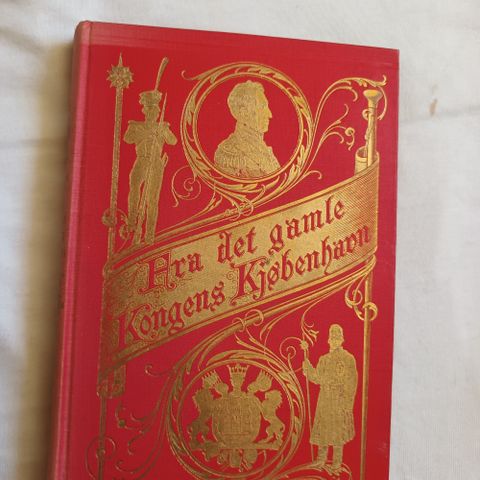 Fra det gamle
Kongens Kjøbenhavn